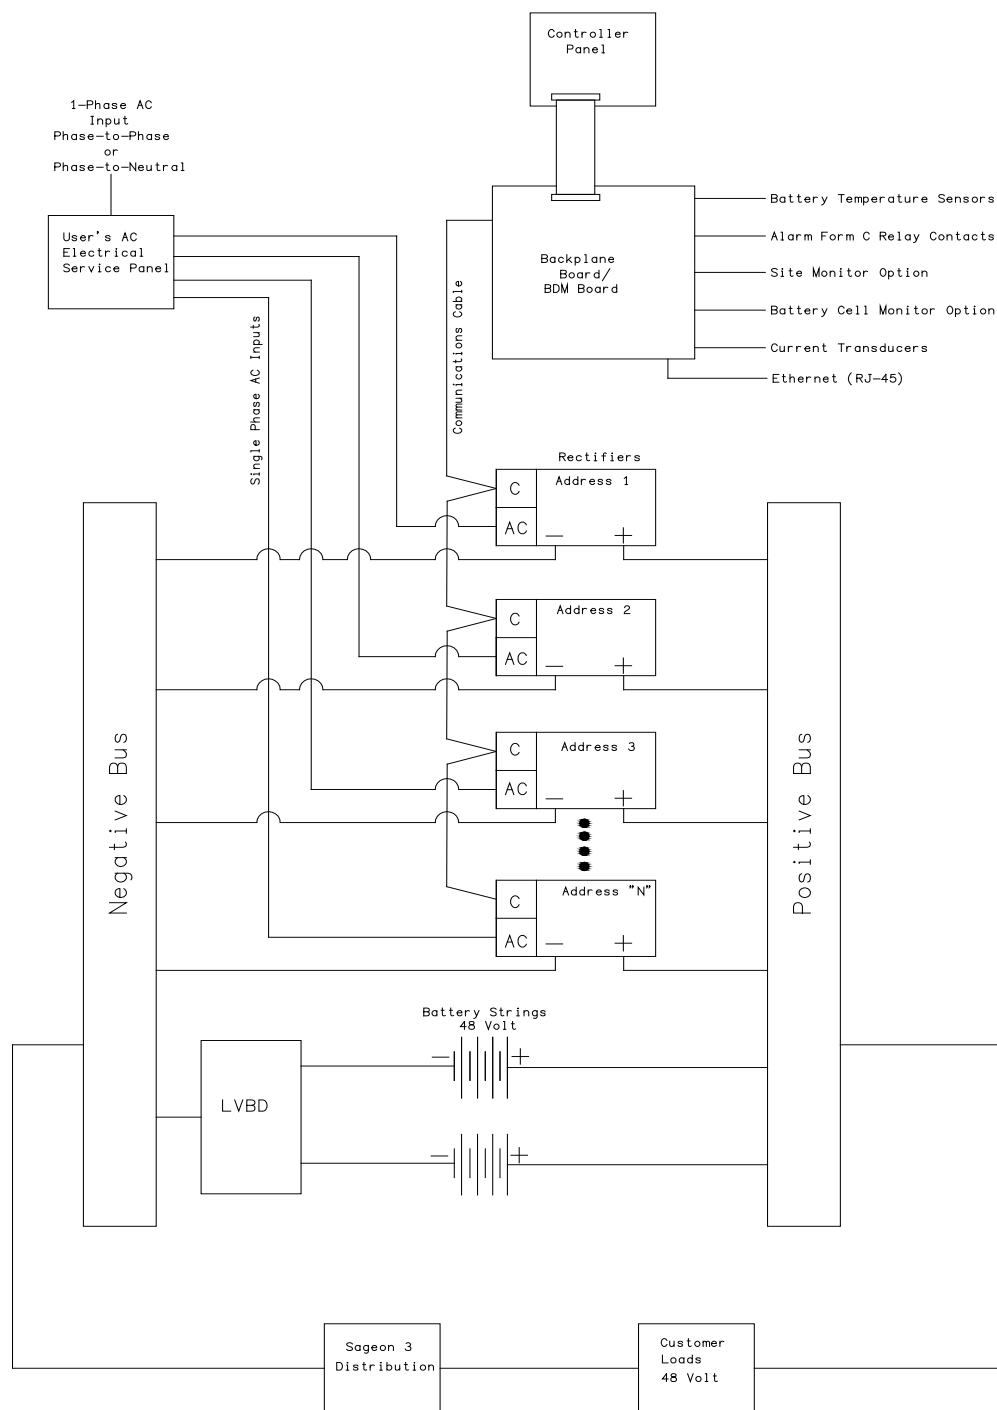 Controller
Panel
1-Phase AC
Input
Phase-to-Phase
or
Phase-to-Neutral
User's AC
Electrical
Service Panel
Backplane
Board/
BDM Board
Battery Temperature Sensors
Alarm Form C Relay Contacts
Site Monitor Option
Battery Cell Monitor Option
Current Transducers
Ethernet (RJ-45)
Single Phase AC Inputs
Communications Cable
Rectifiers
C
Address 1
AC
—
+
C
Address 2
AC
—
+
C
Address 3
AC
—
+
C
Address "N"
AC
—
+
Negative Bus
Positive Bus
Battery Strings
48 Volt
—
+
LVBD
—
+
Sageon 3
Distribution
Customer
Loads
48 Volt